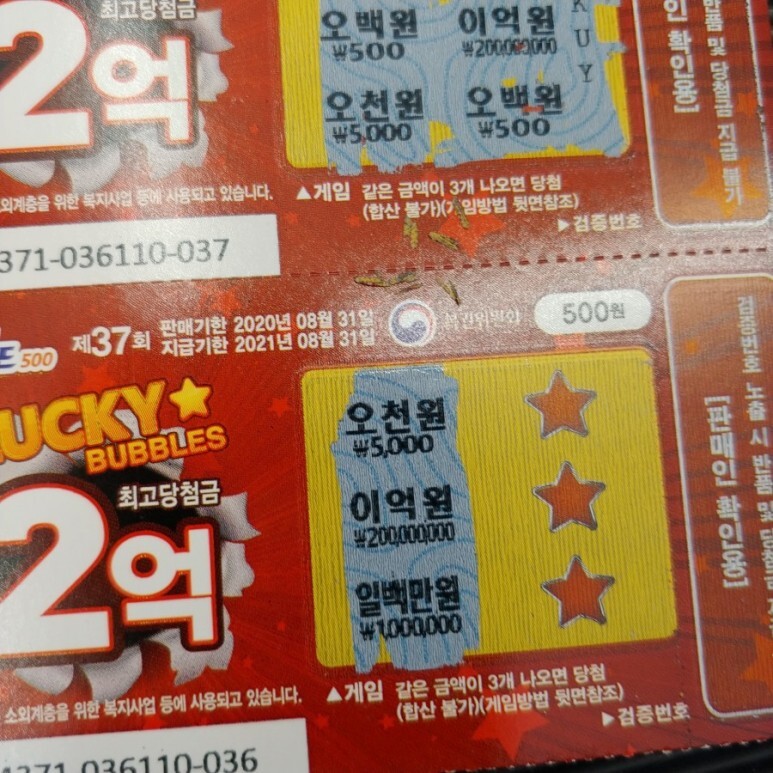 최고당첨금
2억
소외계층을 위한 복지사업 등에 사용되고 있습니다.
371-036110-037
오백원
₩500
이억원
₩200,000,000
오천원
₩5,000
오백원
₩500
K
U
Y
▲게임 같은 금액이 3개 나오면 당첨
(합산 불가)(게임방법 뒷면참조)
▶검증번호
및 당첨금 지급 불가
인 확인용]
500
제37회
판매기한 2020년 08월 31일
지급기한 2021년 08월 31일
복권위원회
500원
LUCKY
BUBBLES
최고당첨금
2억
소외계층을 위한 복지사업 등에 사용되고 있습니다.
371-036110-036
오천원
₩5,000
이억원
₩200,000,000
일백만원
₩1,000,000
▲게임 같은 금액이 3개 나오면 당첨
(합산 불가)(게임방법 뒷면참조)
▶검증번호
검증번호 노출 시 반품 및 당첨금
[판매인 확인용]